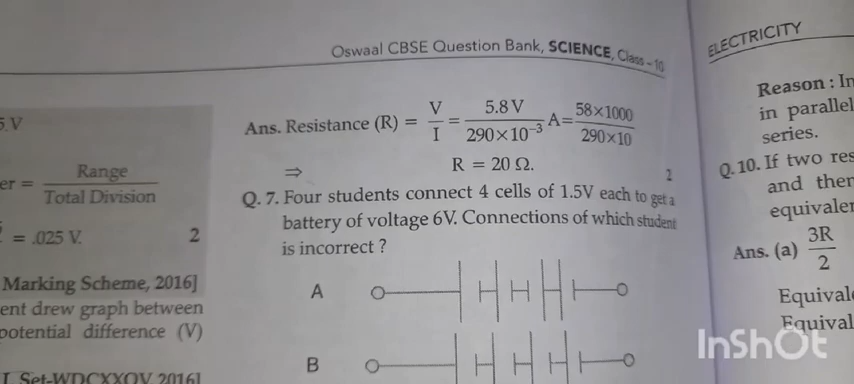 Oswaal CBSE Question Bank, SCIENCE, Class - 10
5 V
er = Range / Total Division
= .025 V. 2
Marking Scheme, 2016]
ent drew graph between
potential difference (V)
I Set-WDCXXOV 2016]
Ans. Resistance (R) = V/I = 5.8 V / 290×10⁻³ A = 58×1000 / 290×10
⇒ R = 20 Ω. 2
Q. 7. Four students connect 4 cells of 1.5V each to get a
battery of voltage 6V. Connections of which student
is incorrect ?
A
B
ELECTRICITY
Reason : In
in parallel
series.
Q. 10. If two res
and then
equivalen
Ans. (a) 3R/2
Equivale
Equival
InShOt